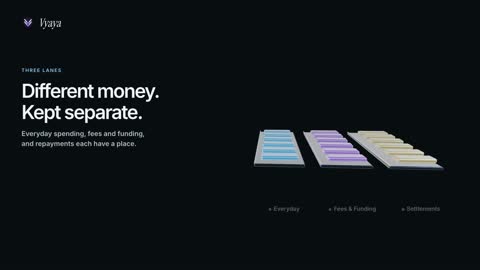 Vyaya
THREE LANES
Different money.
Kept separate.
Everyday spending, fees and funding,
and repayments each have a place.
Everyday
Fees & Funding
Settlements